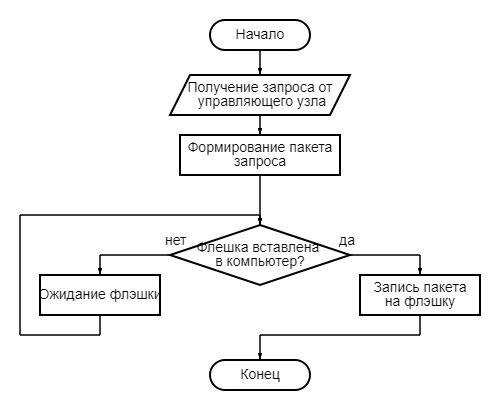 Начало
Получение запроса от
управляющего узла
Формирование пакета
запроса
нет
Флешка вставлена
в компьютер?
да
Ожидание флэшки
Запись пакета
на флэшку
Конец